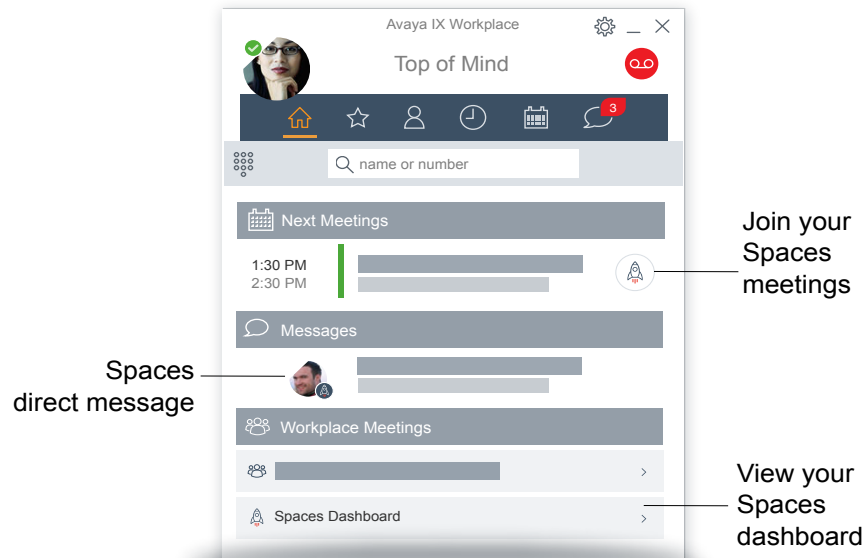 Avaya IX Workplace
Top of Mind
3
name or number
Next Meetings
1:30 PM
2:30 PM
Join your
Spaces
meetings
Messages
Spaces
direct message
Workplace Meetings
Spaces Dashboard
View your
Spaces
dashboard